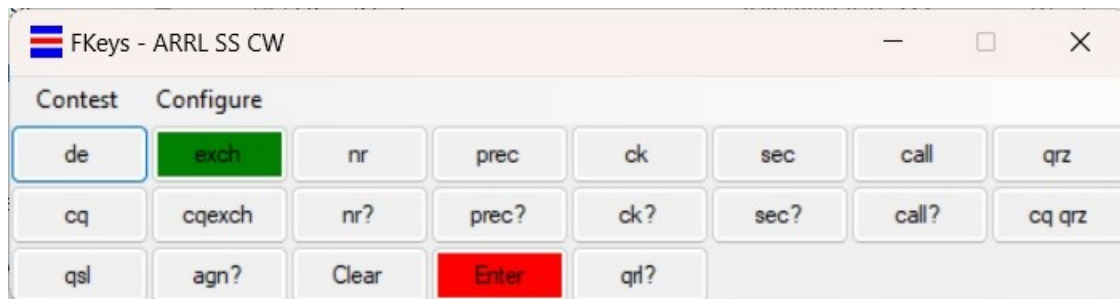 FKeys - ARRL SS CW
Contest Configure
de exch nr prec ck sec call qrz
cq cqexch nr? prec? ck? sec? call? cq qrz
qsl agn? Clear Enter qrl?